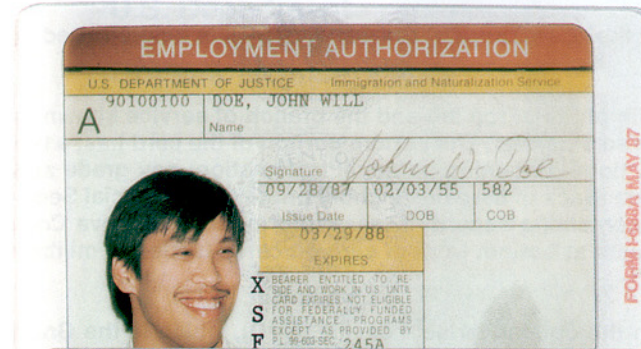 EMPLOYMENT AUTHORIZATION
U.S. DEPARTMENT OF JUSTICE Immigration and Naturalization Service
A 90100100 DOE, JOHN WILL
Name
Signature John W. Doe
09/28/87 02/03/55 582
Issue Date DOB COB
03/29/88
EXPIRES
X BEARER ENTITLED TO RE-
SIDE AND WORK IN U.S. UNTIL
CARD EXPIRES. NOT ELIGIBLE
S FOR FEDERALLY FUNDED
ASSISTANCE PROGRAMS
EXCEPT AS PROVIDED BY
F P.L. 99-603-SEC. 245A
FORM I-688A MAY 87